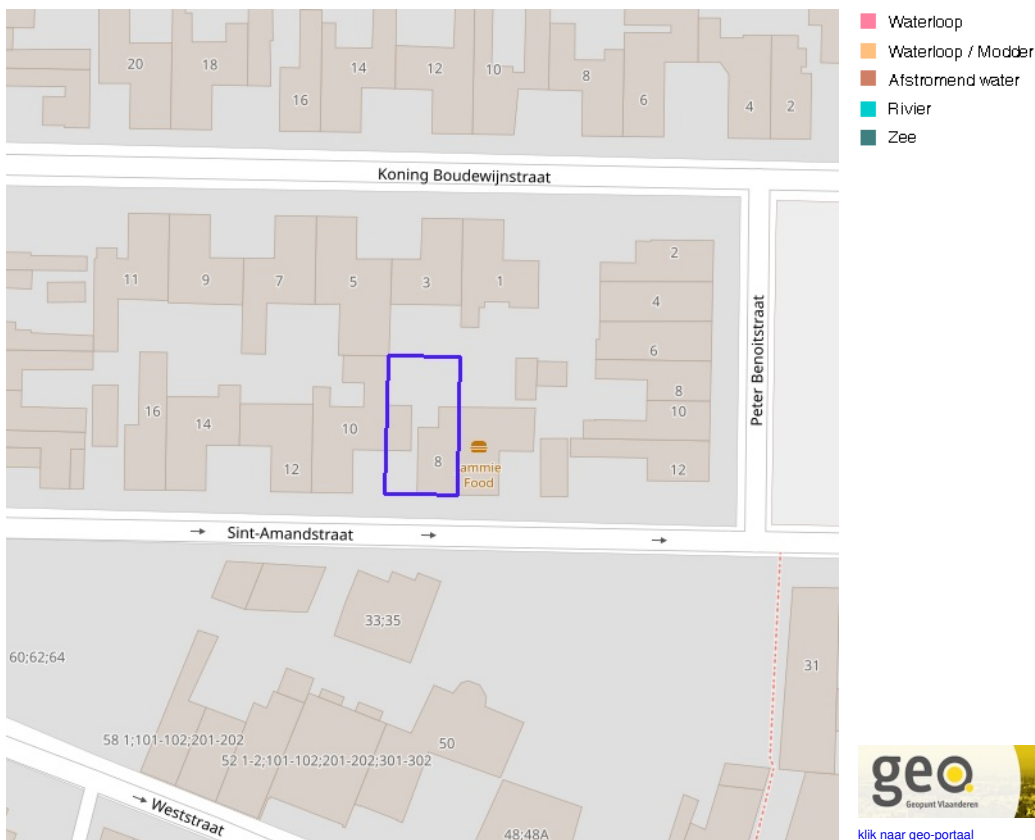 20
18
14
12
10
8
6
4
2
16
Koning Boudewijnstraat
11
9
7
5
3
1
2
4
6
8
10
12
Peter Benoitstraat
16
14
12
10
8
ammie
Food
Sint-Amandstraat
33;35
60;62;64
31
58 1;101-102;201-202
52 1-2;101-102;201-202;301-302
50
Weststraat
48;48A
Waterloop
Waterloop / Modder
Afstromend water
Rivier
Zee
geo
Geopunt Vlaanderen
klik naar geo-portaal